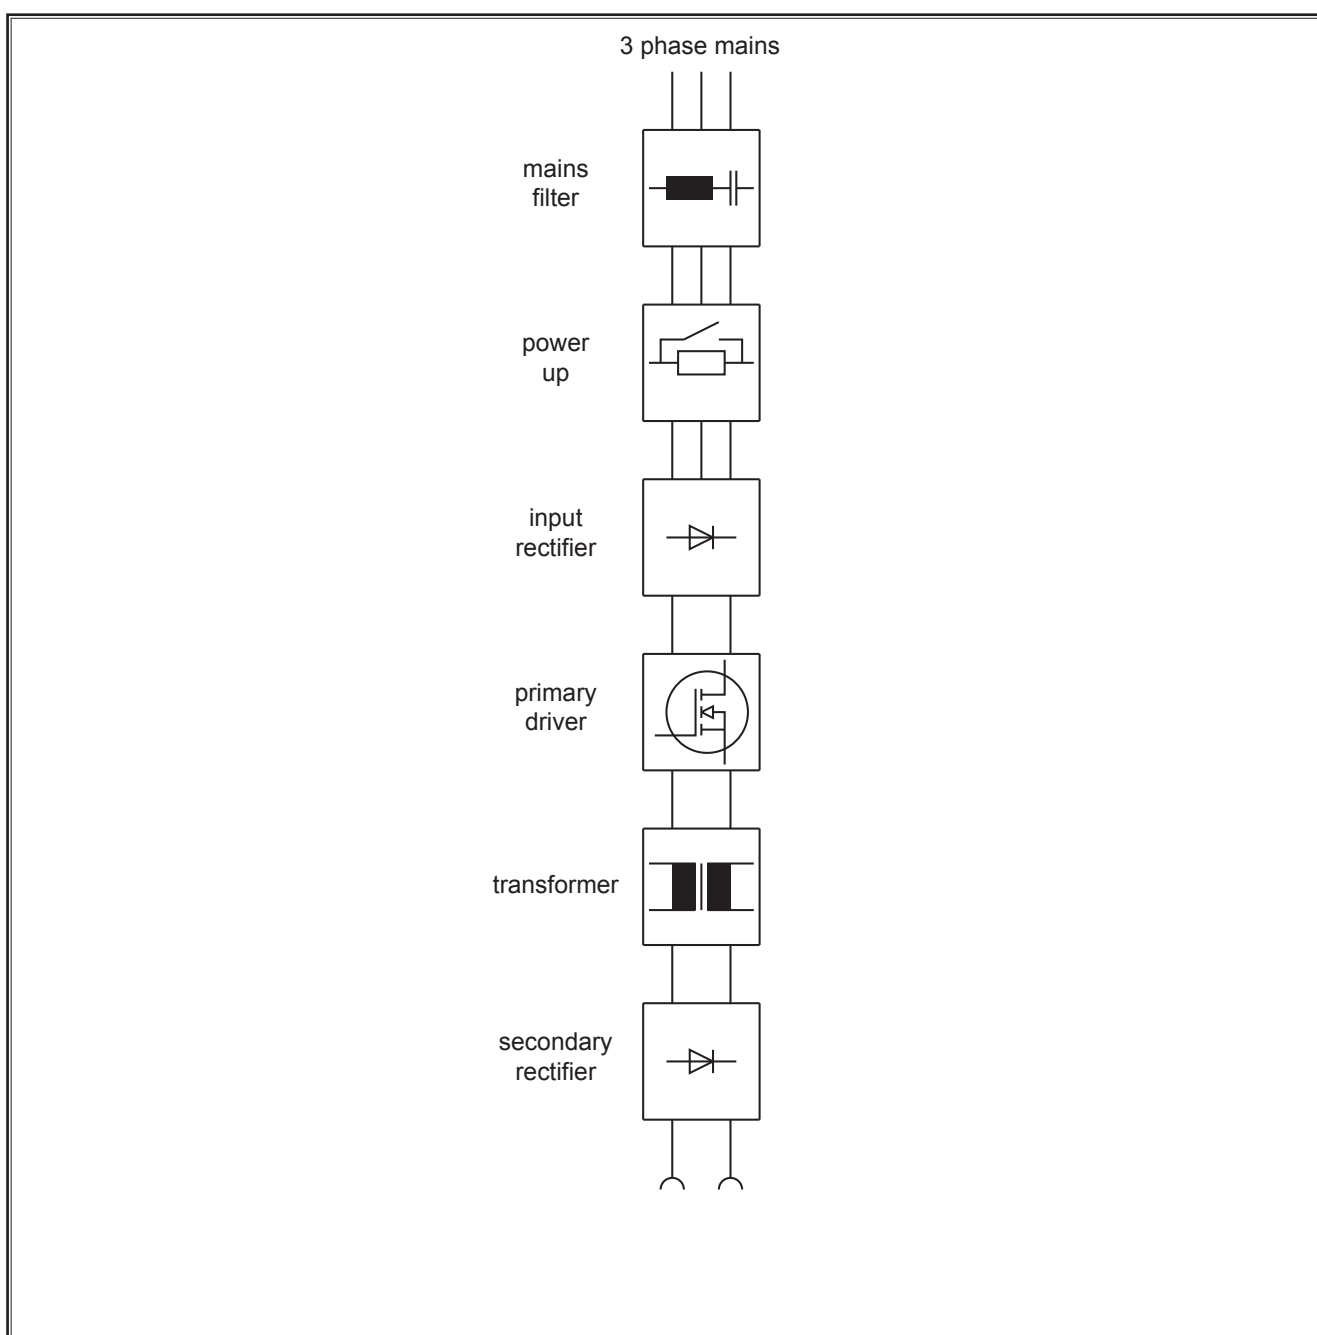 3 phase mains
mains
filter
power
up
input
rectifier
primary
driver
transformer
secondary
rectifier